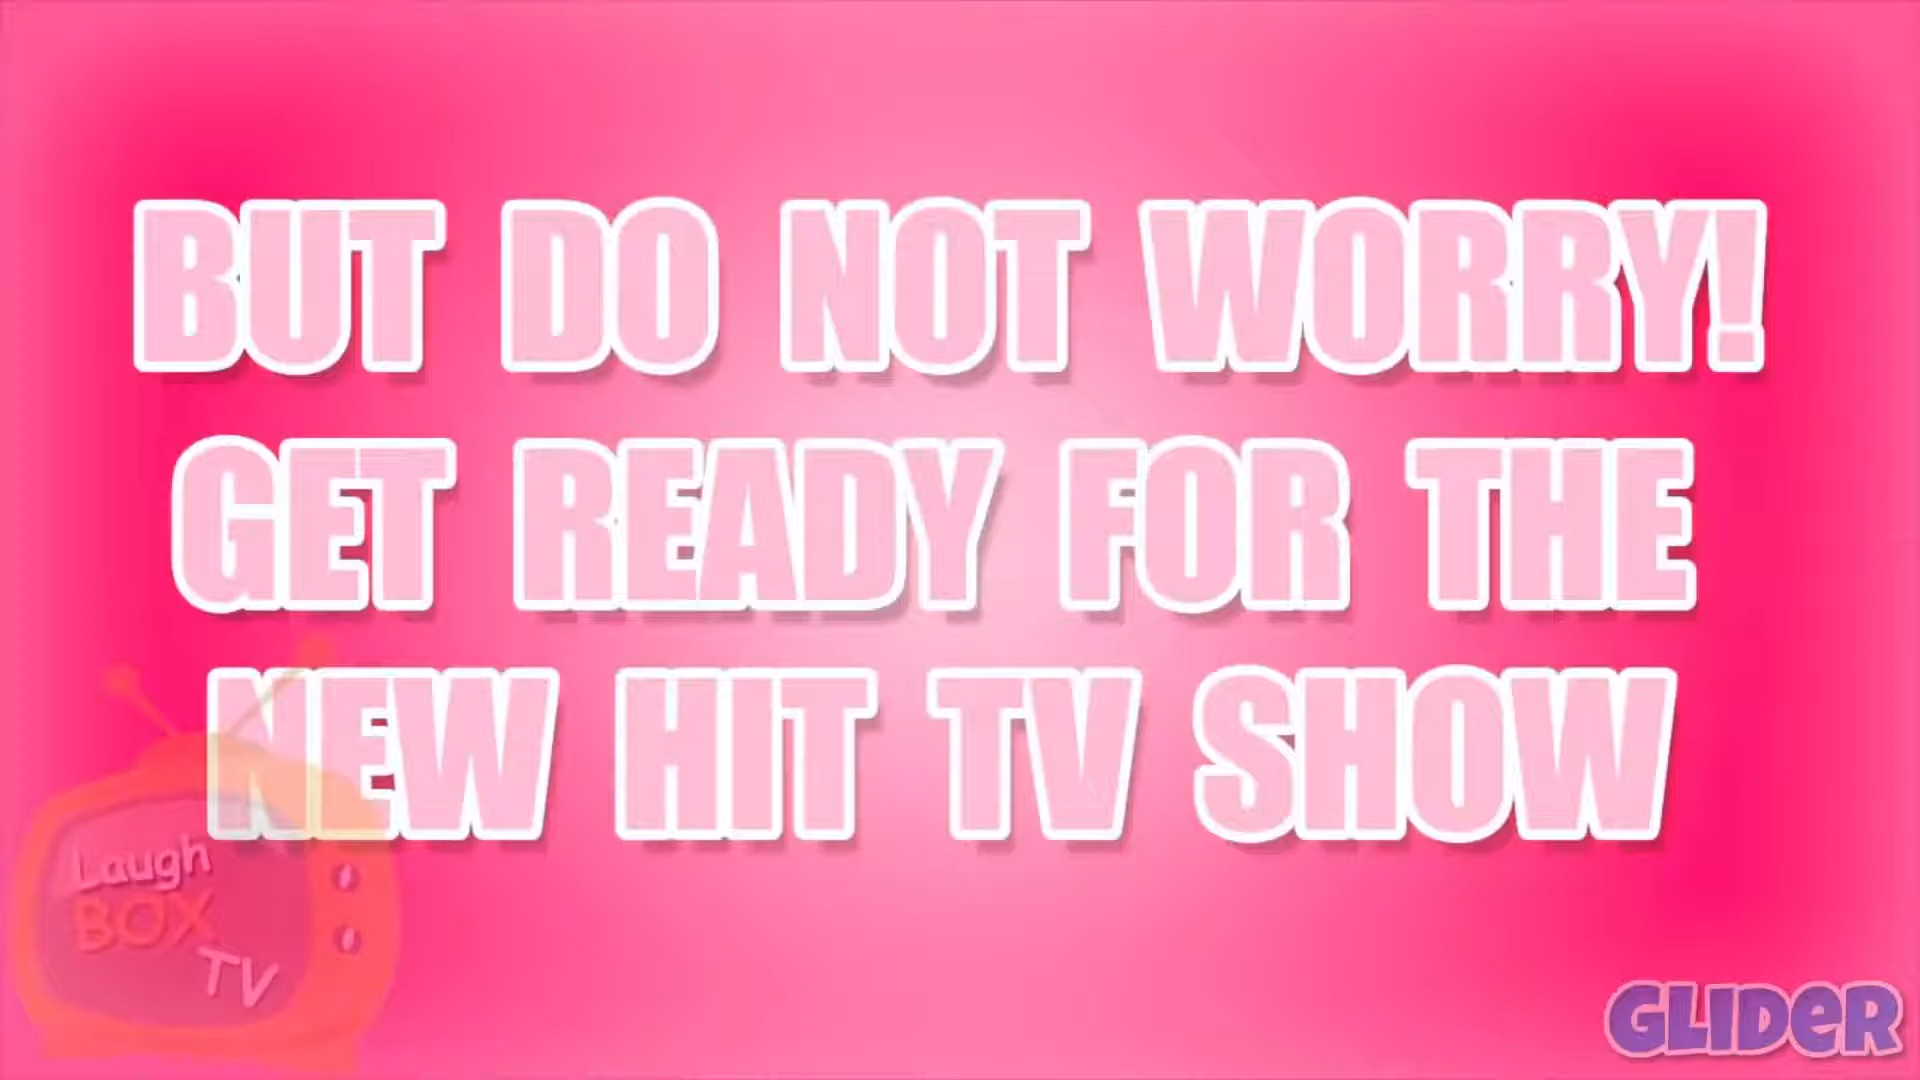 BUT DO NOT WORRY!
GET READY FOR THE
NEW HIT TV SHOW
Laugh
BOX
TV
GLIDeR